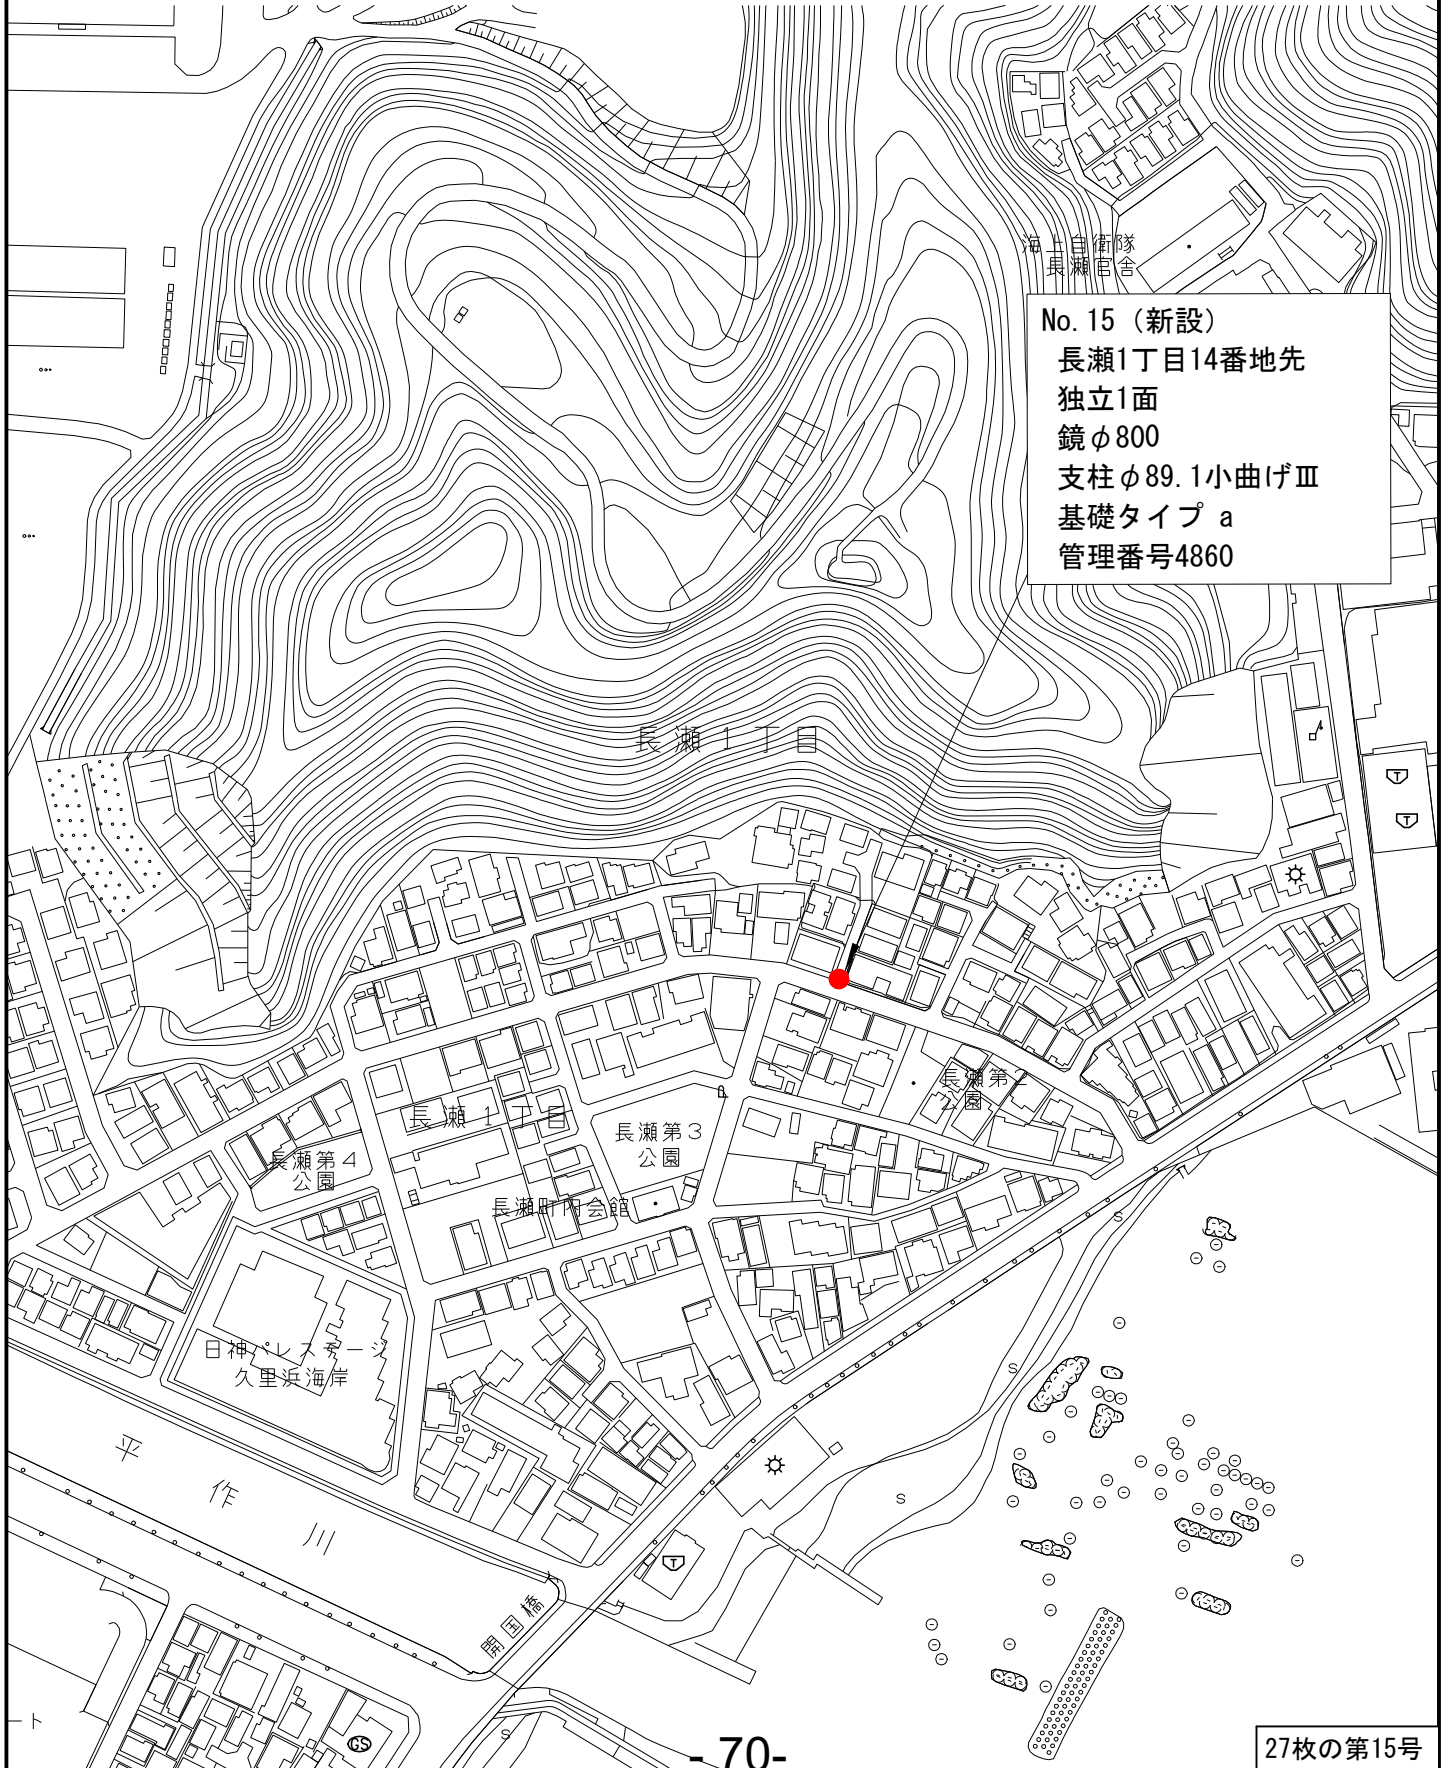 海上自衛隊
長瀬官舎
No.15（新設）
長瀬1丁目14番地先
独立1面
鏡φ800
支柱φ89.1小曲げⅢ
基礎タイプ a
管理番号4860
長瀬1丁目
長瀬第2
公園
長瀬1丁目
長瀬第3
公園
長瀬第4
公園
長瀬町内会館
日神パレステージ
久里浜海岸
平作川
開国橋
ート
GS
T
T
T
S
S
S
S
- 70-
27枚の第15号